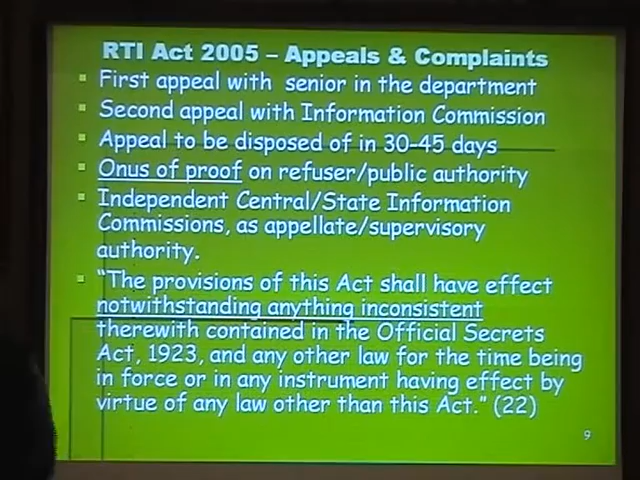 RTI Act 2005 – Appeals & Complaints
▪ First appeal with senior in the department
▪ Second appeal with Information Commission
▪ Appeal to be disposed of in 30-45 days
▪ Onus of proof on refuser/public authority
▪ Independent Central/State Information
Commissions, as appellate/supervisory
authority.
▪ “The provisions of this Act shall have effect
notwithstanding anything inconsistent
therewith contained in the Official Secrets
Act, 1923, and any other law for the time being
in force or in any instrument having effect by
virtue of any law other than this Act.” (22)
9